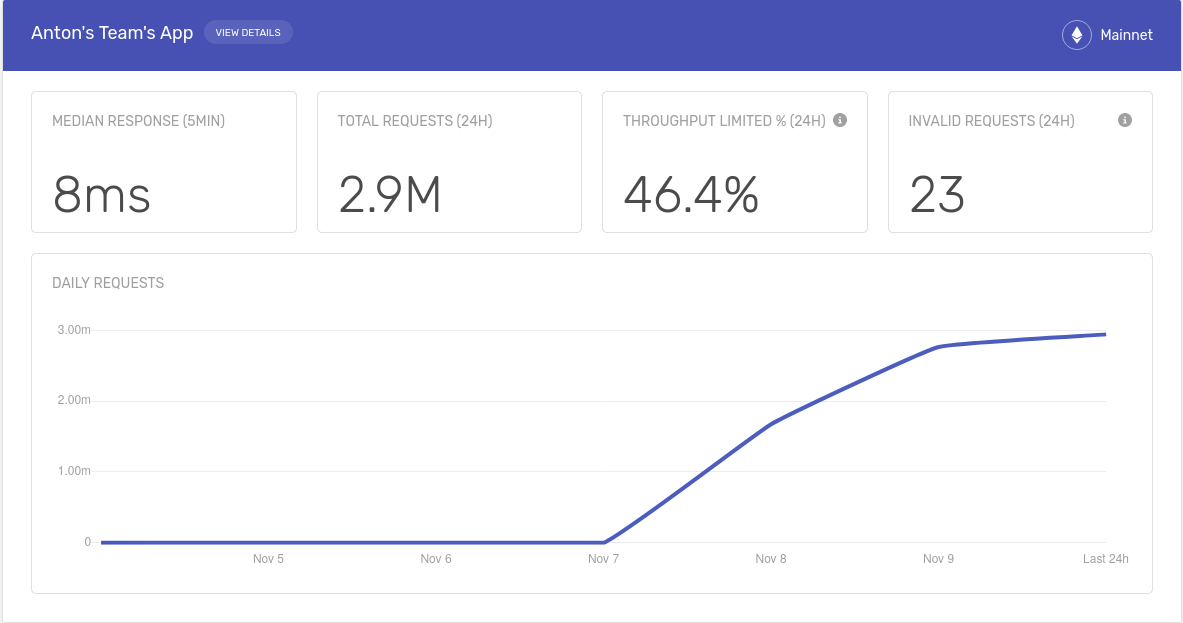 Anton's Team's App
VIEW DETAILS
Mainnet
MEDIAN RESPONSE (5MIN)
8ms
TOTAL REQUESTS (24H)
2.9M
THROUGHPUT LIMITED % (24H)
46.4%
INVALID REQUESTS (24H)
23
DAILY REQUESTS
3.00m
2.00m
1.00m
0
Nov 5 Nov 6 Nov 7 Nov 8 Nov 9 Last 24h